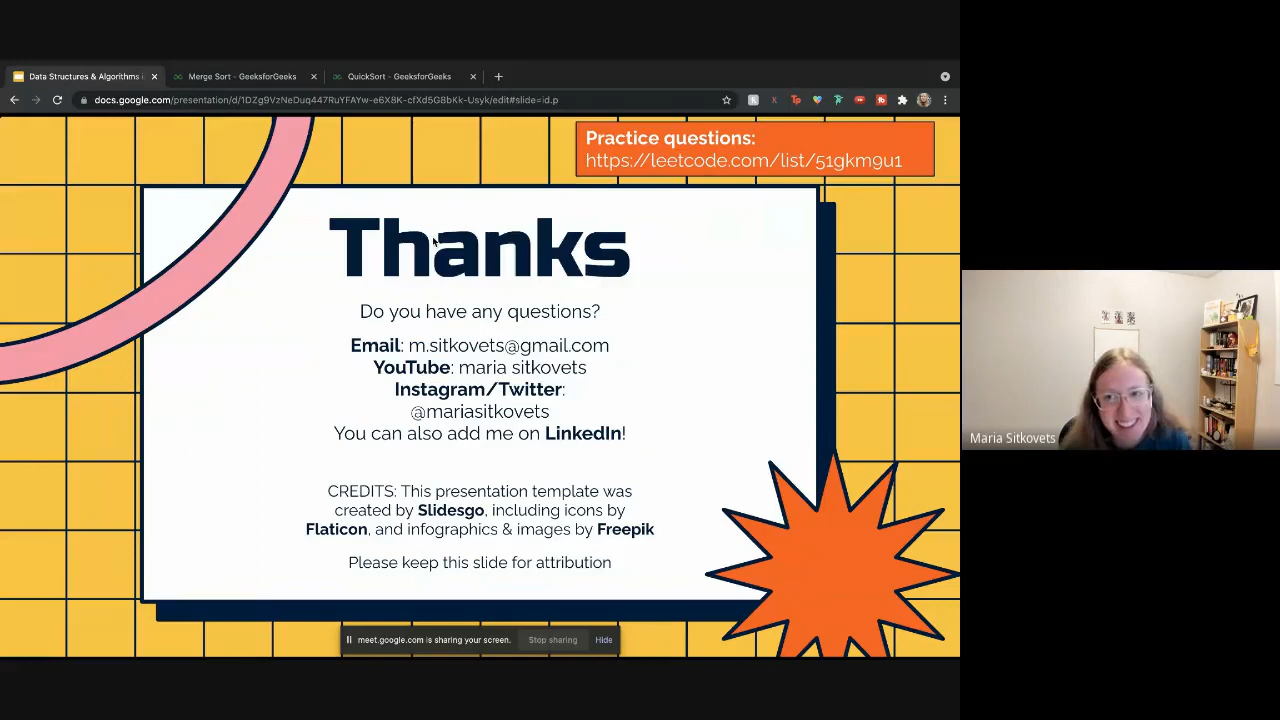 Data Structures & Algorithms i
Merge Sort - GeeksforGeeks
QuickSort - GeeksforGeeks
docs.google.com/presentation/d/1DZg9VzNeDuq447RuYFAYw-e6X8K-cfXd5G8bKk-Usyk/edit#slide=id.p
Practice questions:
https://leetcode.com/list/51gkm9u1
Thanks
Do you have any questions?
Email: m.sitkovets@gmail.com
YouTube: maria sitkovets
Instagram/Twitter:
@mariasitkovets
You can also add me on LinkedIn!
CREDITS: This presentation template was
created by Slidesgo, including icons by
Flaticon, and infographics & images by Freepik
Please keep this slide for attribution
meet.google.com is sharing your screen.
Stop sharing
Hide
Maria Sitkovets